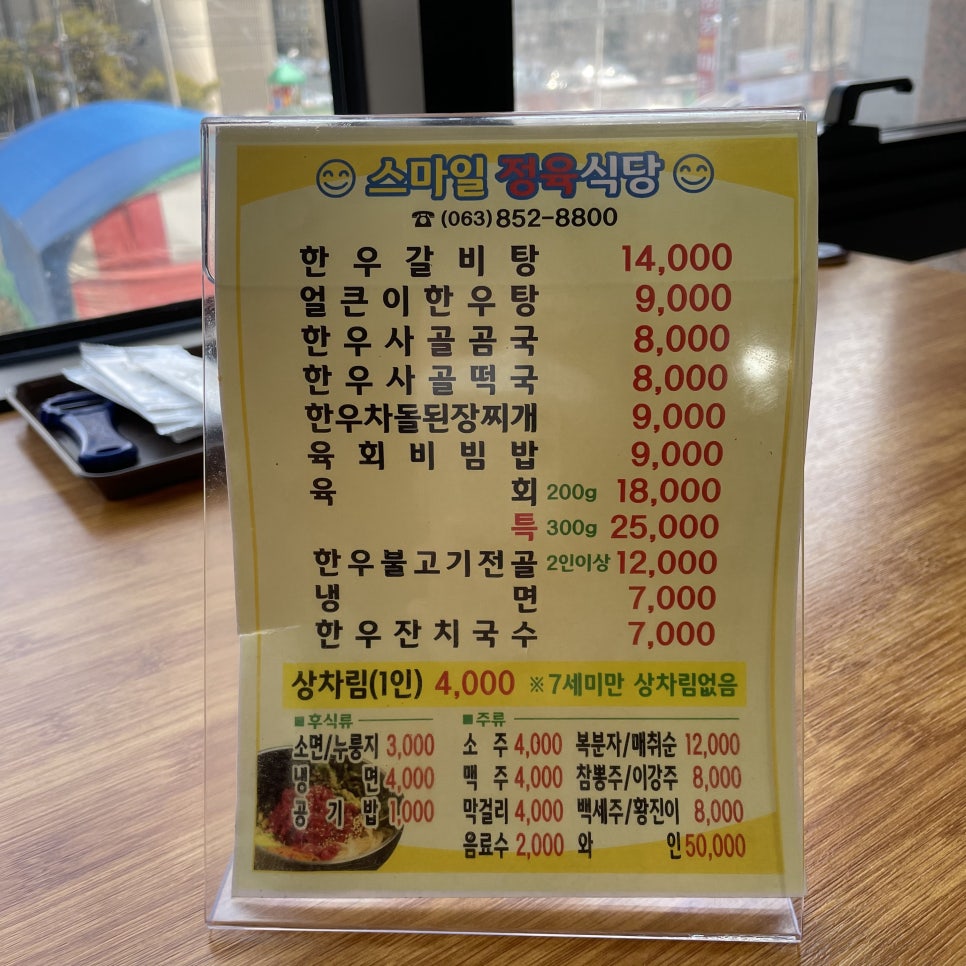 스마일 정육식당
☎ (063) 852-8800
한우갈비탕 14,000
얼큰이한우탕 9,000
한우사골곰국 8,000
한우사골떡국 8,000
한우차돌된장찌개 9,000
육회비빔밥 9,000
육회 200g 18,000
특 300g 25,000
한우불고기전골 2인이상 12,000
냉면 7,000
한우잔치국수 7,000
상차림(1인) 4,000 ※7세미만 상차림없음
■후식류
소면/누룽지 3,000
냉면 4,000
공기밥 1,000
■주류
소주 4,000 복분자/매취순 12,000
맥주 4,000 참뽕주/이강주 8,000
막걸리 4,000 백세주/황진이 8,000
음료수 2,000 와인 50,000